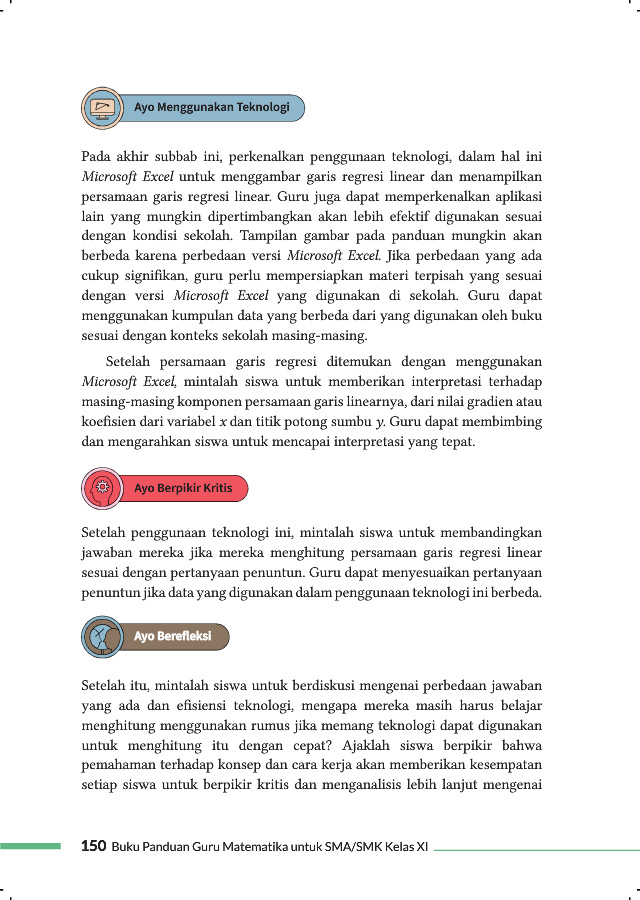 Ayo Menggunakan Teknologi
Pada akhir subbab ini, perkenalkan penggunaan teknologi, dalam hal ini
Microsoft Excel untuk menggambar garis regresi linear dan menampilkan
persamaan garis regresi linear. Guru juga dapat memperkenalkan aplikasi
lain yang mungkin dipertimbangkan akan lebih efektif digunakan sesuai
dengan kondisi sekolah. Tampilan gambar pada panduan mungkin akan
berbeda karena perbedaan versi Microsoft Excel. Jika perbedaan yang ada
cukup signifikan, guru perlu mempersiapkan materi terpisah yang sesuai
dengan versi Microsoft Excel yang digunakan di sekolah. Guru dapat
menggunakan kumpulan data yang berbeda dari yang digunakan oleh buku
sesuai dengan konteks sekolah masing-masing.
Setelah persamaan garis regresi ditemukan dengan menggunakan
Microsoft Excel, mintalah siswa untuk memberikan interpretasi terhadap
masing-masing komponen persamaan garis linearnya, dari nilai gradien atau
koefisien dari variabel x dan titik potong sumbu y. Guru dapat membimbing
dan mengarahkan siswa untuk mencapai interpretasi yang tepat.
Ayo Berpikir Kritis
Setelah penggunaan teknologi ini, mintalah siswa untuk membandingkan
jawaban mereka jika mereka menghitung persamaan garis regresi linear
sesuai dengan pertanyaan penuntun. Guru dapat menyesuaikan pertanyaan
penuntun jika data yang digunakan dalam penggunaan teknologi ini berbeda.
Ayo Berefleksi
Setelah itu, mintalah siswa untuk berdiskusi mengenai perbedaan jawaban
yang ada dan efisiensi teknologi, mengapa mereka masih harus belajar
menghitung menggunakan rumus jika memang teknologi dapat digunakan
untuk menghitung itu dengan cepat? Ajaklah siswa berpikir bahwa
pemahaman terhadap konsep dan cara kerja akan memberikan kesempatan
setiap siswa untuk berpikir kritis dan menganalisis lebih lanjut mengenai
150 Buku Panduan Guru Matematika untuk SMA/SMK Kelas XI